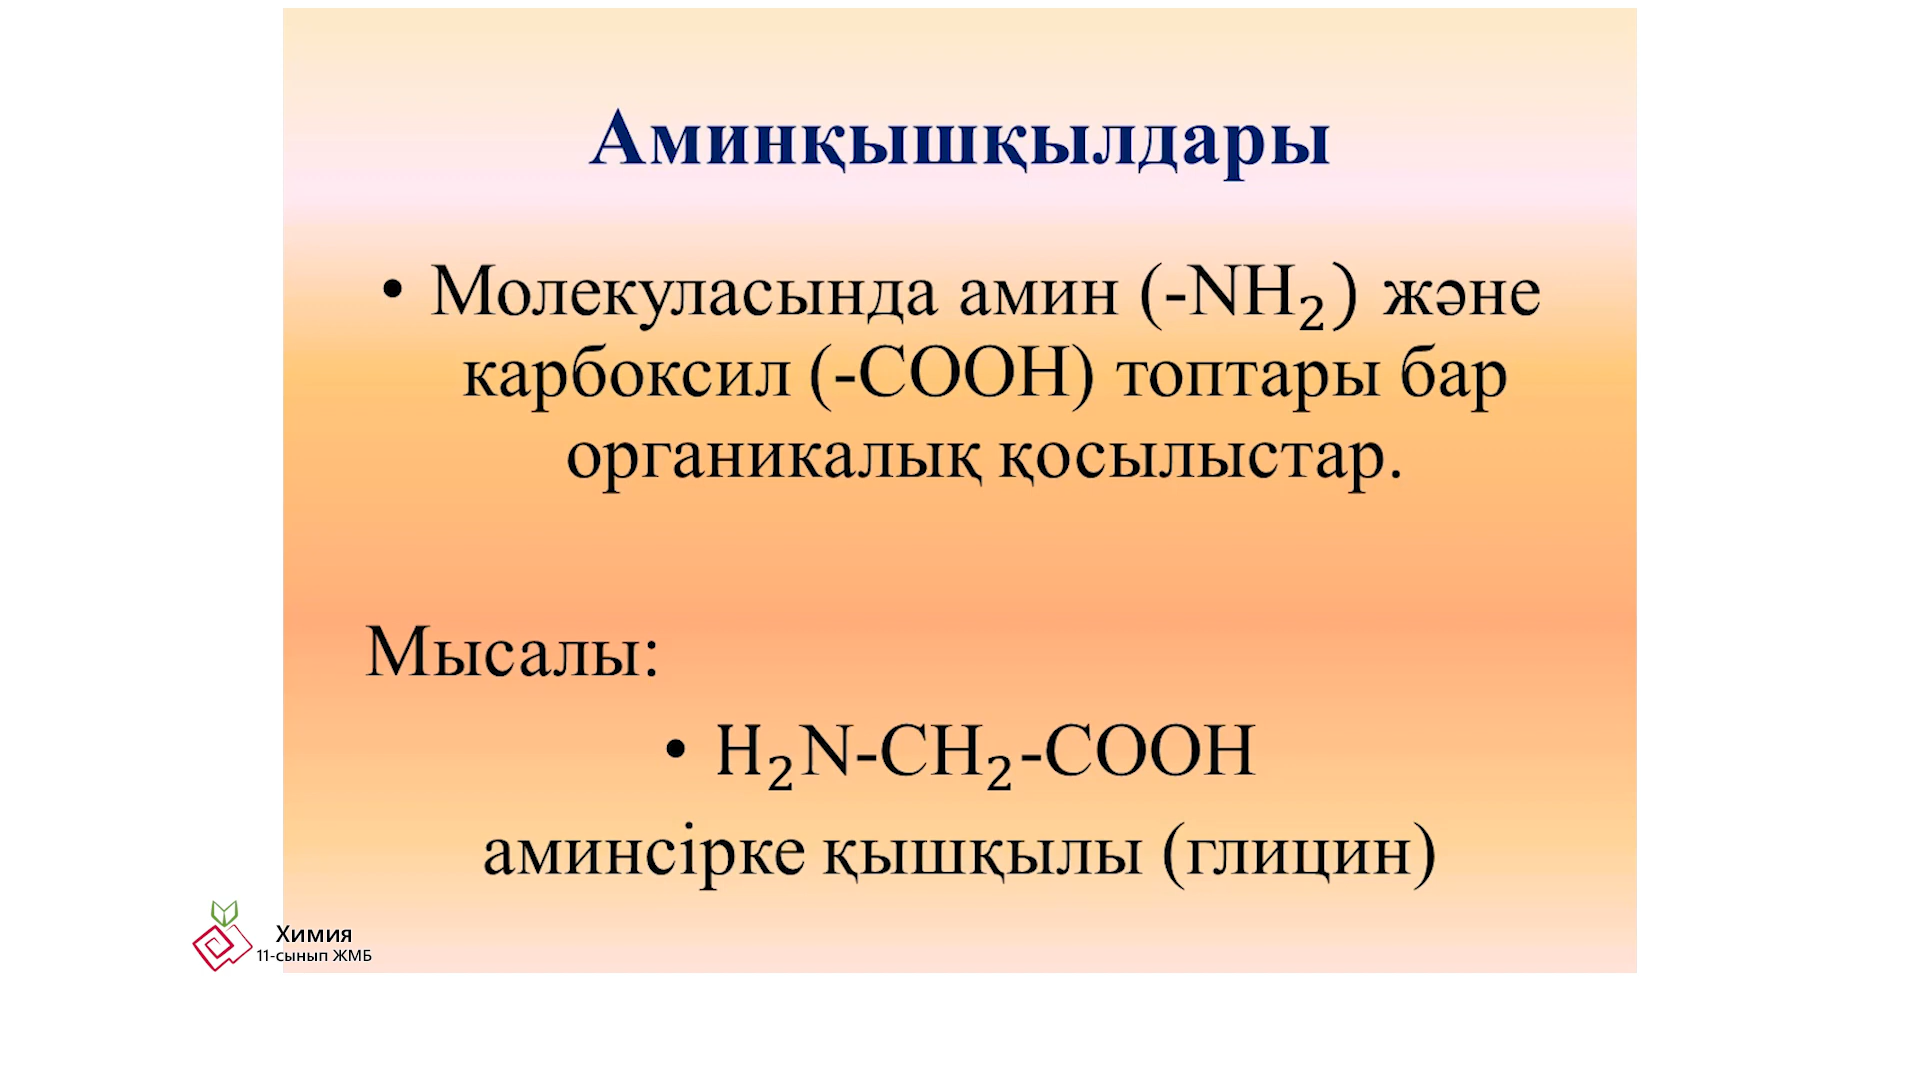 Аминқышқылдары
• Молекуласында амин (-NH₂) және
карбоксил (-COOH) топтары бар
органикалық қосылыстар.
Мысалы:
• H₂N-CH₂-COOH
аминсірке қышқылы (глицин)
Химия
11-сынып ЖМБ